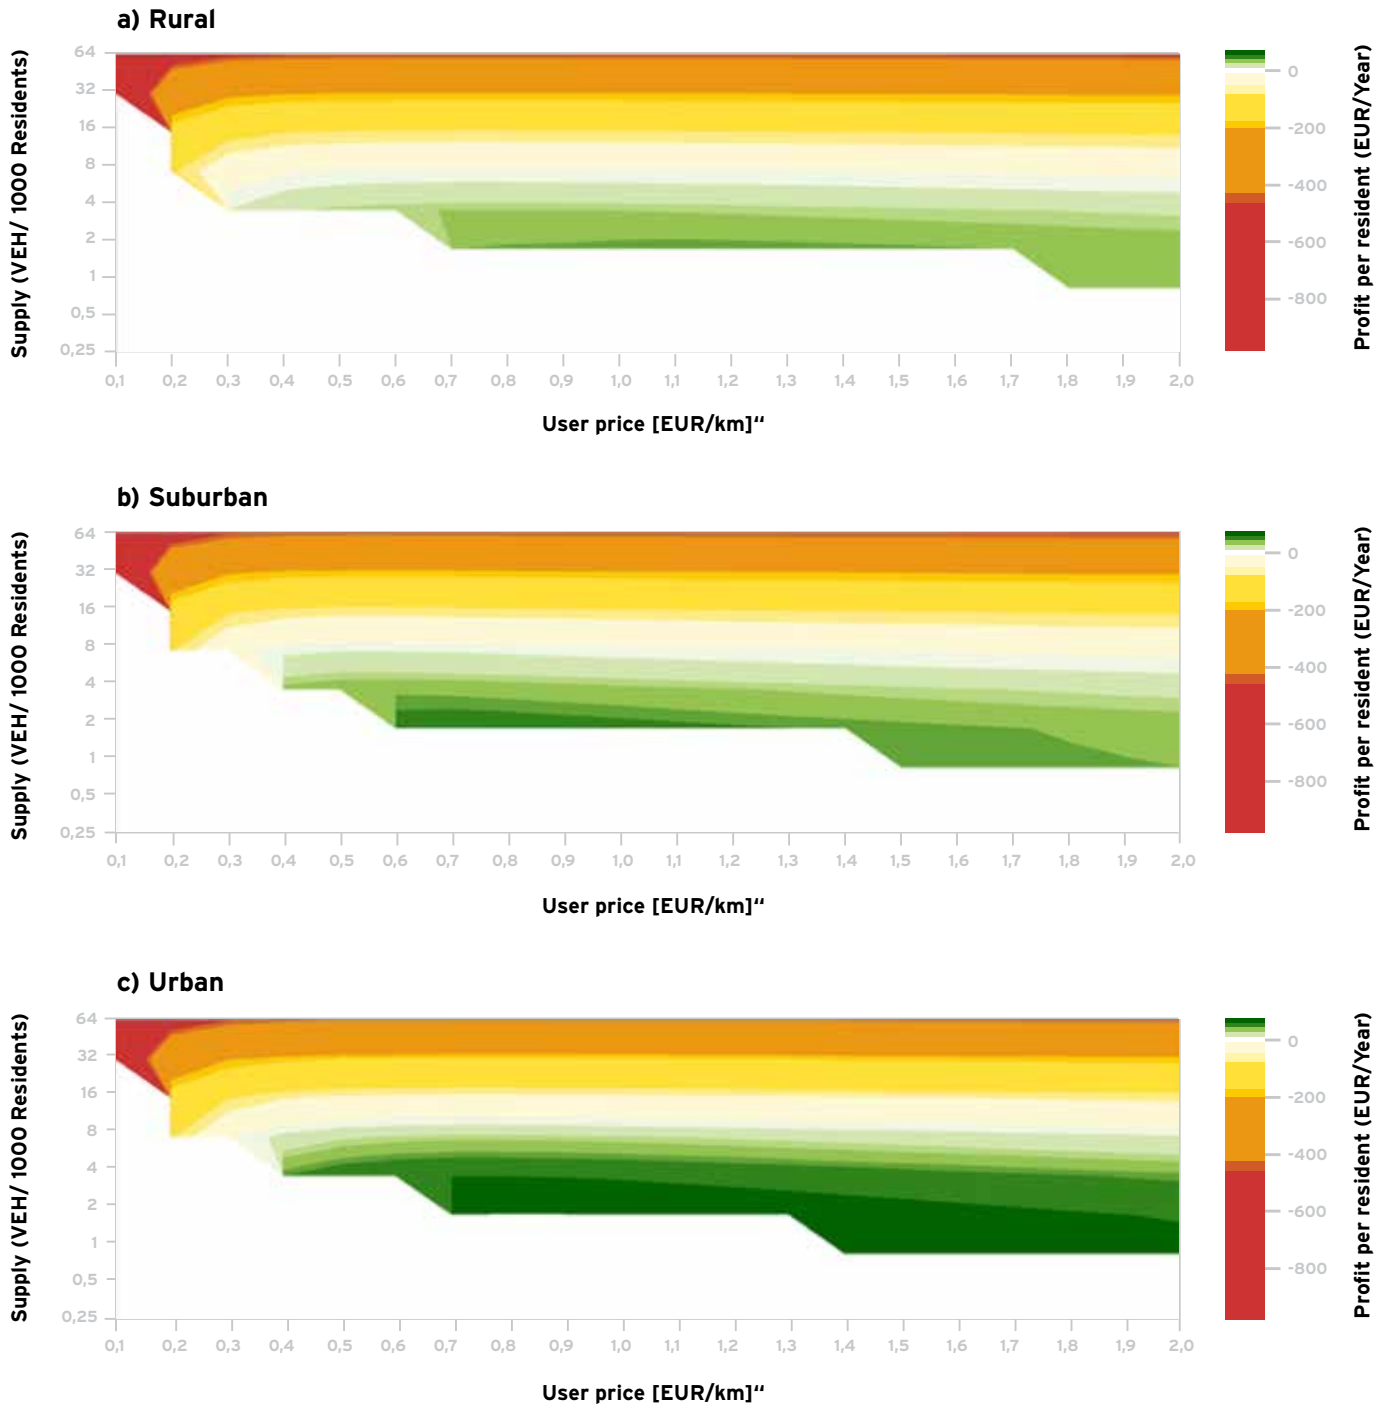 a) Rural
Supply (VEH/ 1000 Residents)
64
32
16
8
4
2
1
0,5
0,25
0,1 0,2 0,3 0,4 0,5 0,6 0,7 0,8 0,9 1,0 1,1 1,2 1,3 1,4 1,5 1,6 1,7 1,8 1,9 2,0
User price [EUR/km]“
0
-200
-400
-600
-800
Profit per resident (EUR/Year)
b) Suburban
Supply (VEH/ 1000 Residents)
64
32
16
8
4
2
1
0,5
0,25
0,1 0,2 0,3 0,4 0,5 0,6 0,7 0,8 0,9 1,0 1,1 1,2 1,3 1,4 1,5 1,6 1,7 1,8 1,9 2,0
User price [EUR/km]“
0
-200
-400
-600
-800
Profit per resident (EUR/Year)
c) Urban
Supply (VEH/ 1000 Residents)
64
32
16
8
4
2
1
0,5
0,25
0,1 0,2 0,3 0,4 0,5 0,6 0,7 0,8 0,9 1,0 1,1 1,2 1,3 1,4 1,5 1,6 1,7 1,8 1,9 2,0
User price [EUR/km]“
0
-200
-400
-600
-800
Profit per resident (EUR/Year)